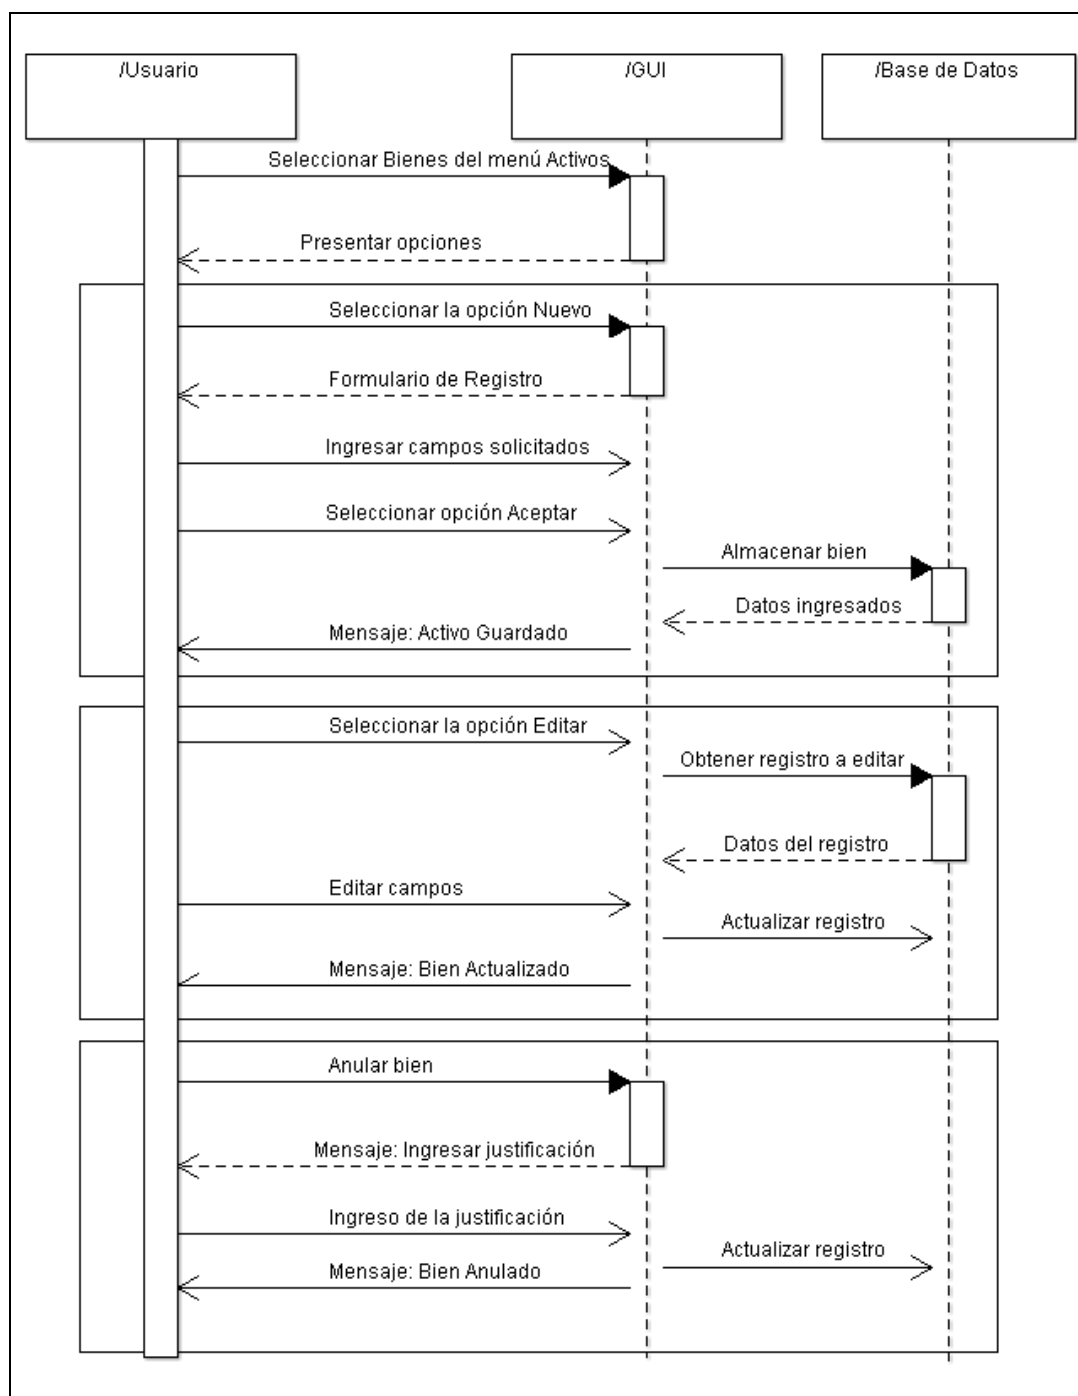 /Usuario
/GUI
/Base de Datos
Seleccionar Bienes del menú Activos
Presentar opciones
Seleccionar la opción Nuevo
Formulario de Registro
Ingresar campos solicitados
Seleccionar opción Aceptar
Almacenar bien
Datos ingresados
Mensaje: Activo Guardado
Seleccionar la opción Editar
Obtener registro a editar
Datos del registro
Editar campos
Actualizar registro
Mensaje: Bien Actualizado
Anular bien
Mensaje: Ingresar justificación
Ingreso de la justificación
Actualizar registro
Mensaje: Bien Anulado